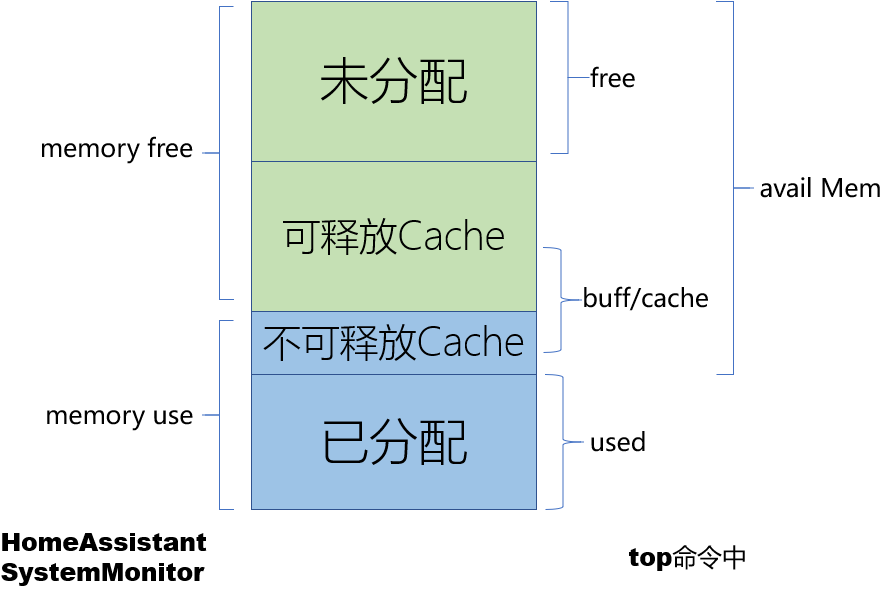 未分配
free
memory free
avail Mem
可释放Cache
buff/cache
不可释放Cache
memory use
已分配
used
HomeAssistant
SystemMonitor
top命令中